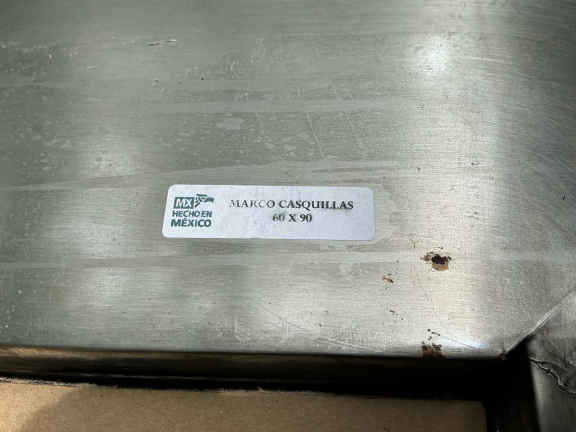 MX
HECHO EN
MÉXICO
MARCO CASQUILLAS
60 X 90